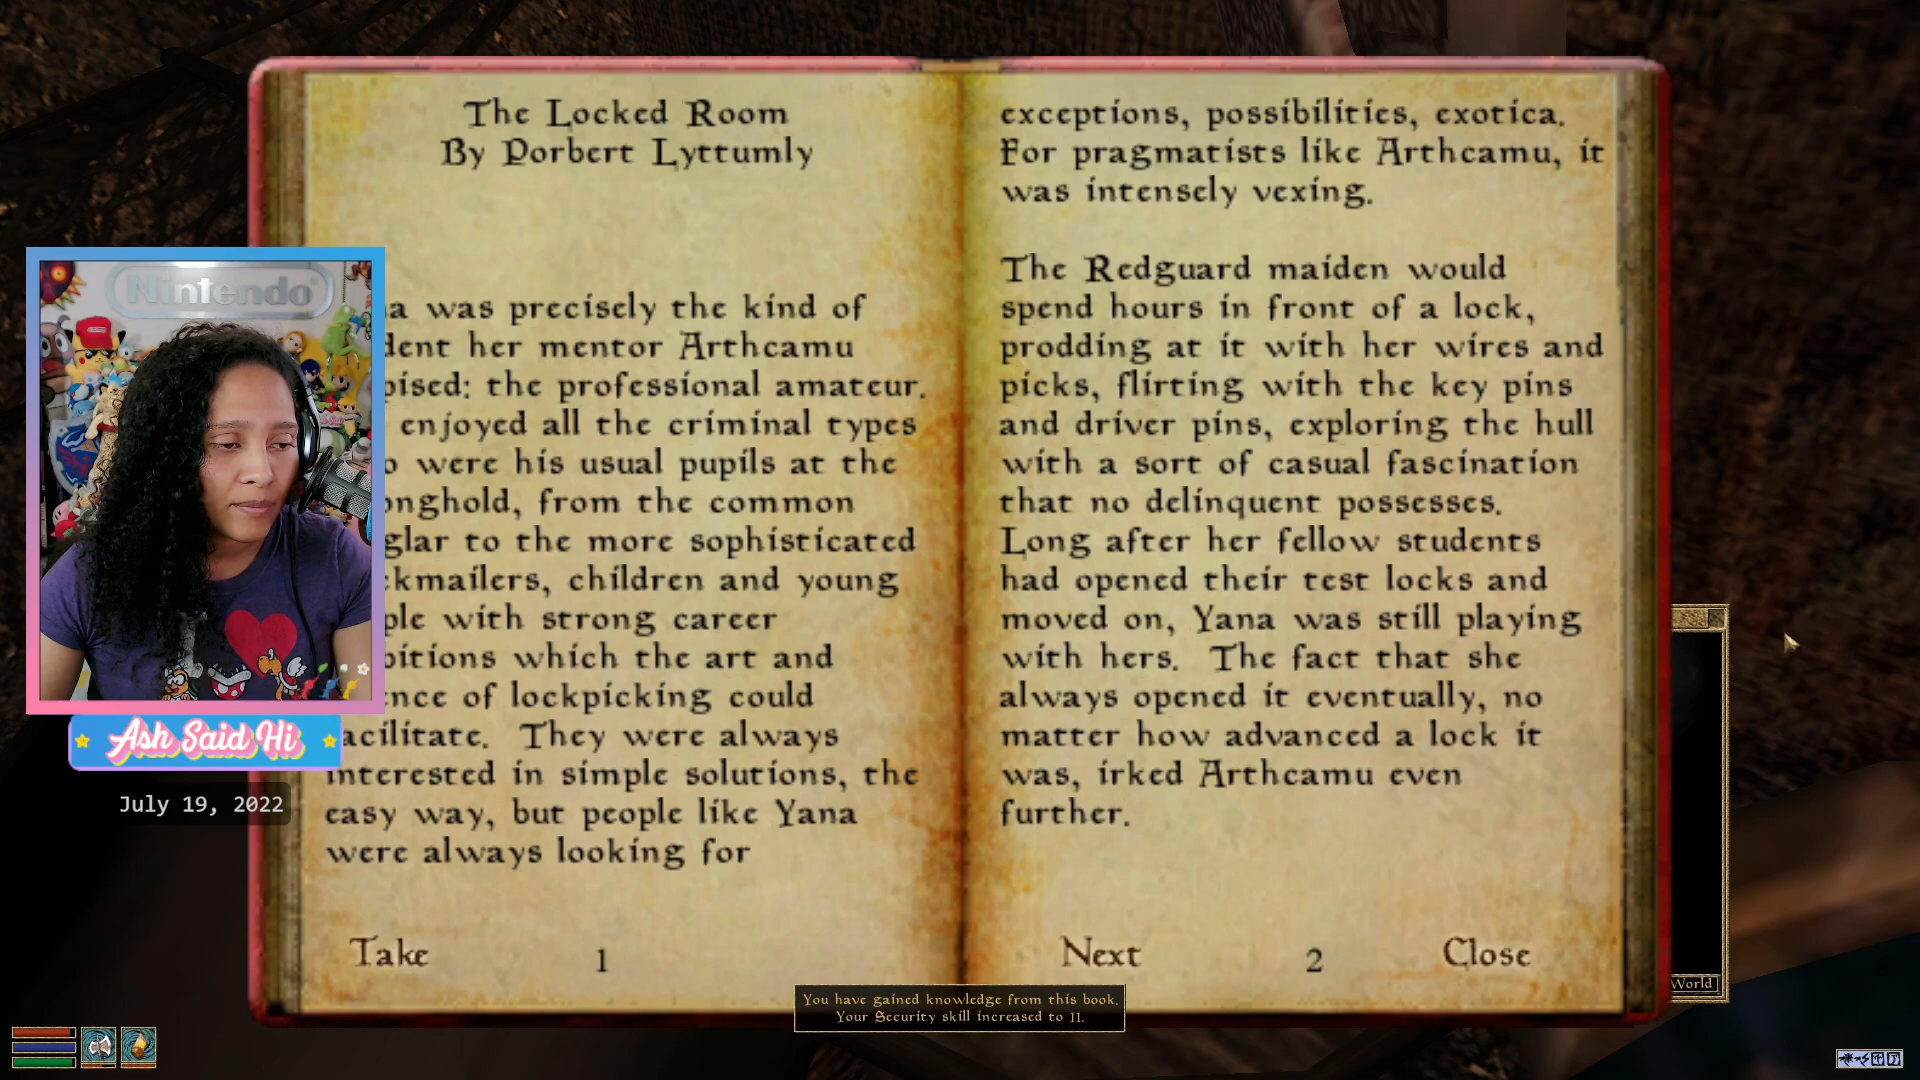 The Locked Room
By Porbert Lyttumly
was precisely the kind of
her mentor Arthcamu
the professional amateur.
enjoyed all the criminal types
were his usual pupils at the
from the common
to the more sophisticated
children and young
with strong career
which the art and
of lockpicking could
They were always
interested in simple solutions, the
easy way, but people like Yana
were always looking for
Take
1
exceptions, possibilities, exotica.
For pragmatists like Arthcamu, it
was intensely vexing.
The Redguard maiden would
spend hours in front of a lock,
prodding at it with her wires and
picks, flirting with the key pins
and driver pins, exploring the hull
with a sort of casual fascination
that no delinquent possesses.
Long after her fellow students
had opened their test locks and
moved on, Yana was still playing
with hers. The fact that she
always opened it eventually, no
matter how advanced a lock it
was, irked Arthcamu even
further.
Next
2
Close
Nintendo
Ash Said Hi
July 19, 2022
World
You have gained knowledge from this book.
Your Security skill increased to 11.